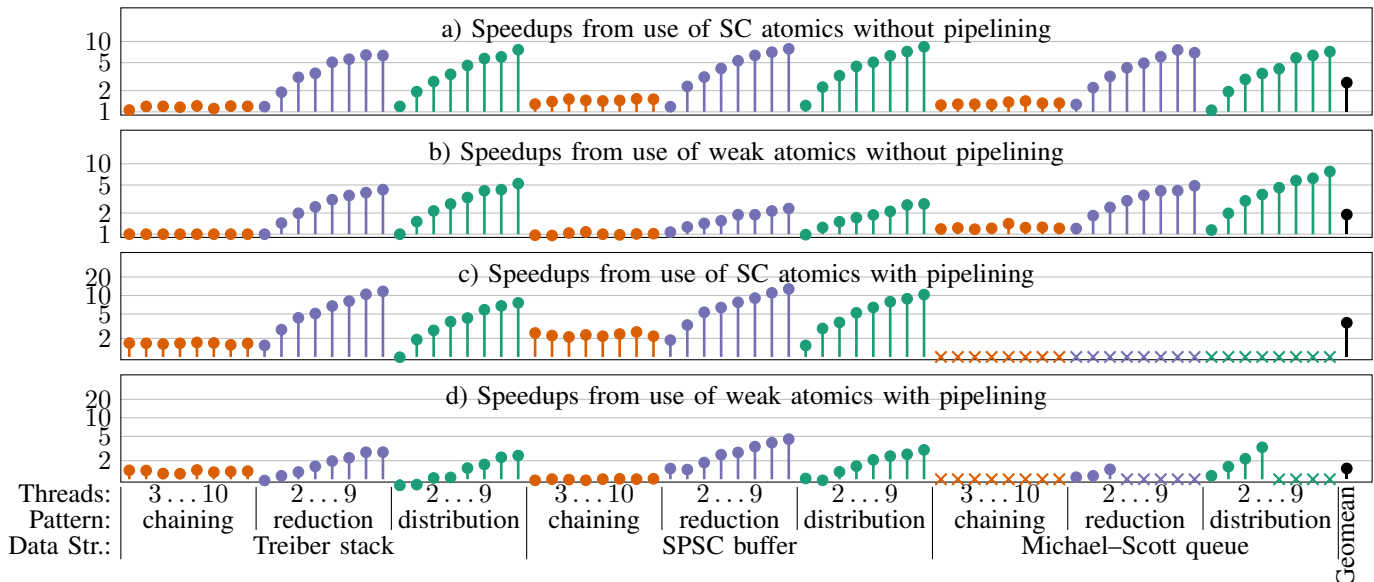 a) Speedups from use of SC atomics without pipelining
10
5
2
1
b) Speedups from use of weak atomics without pipelining
10
5
2
1
c) Speedups from use of SC atomics with pipelining
20
10
5
2
d) Speedups from use of weak atomics with pipelining
20
10
5
2
Threads: 3...10 2...9 2...9 3...10 2...9 2...9 3...10 2...9 2...9
Pattern: chaining reduction distribution chaining reduction distribution chaining reduction distribution
Data Str.: Treiber stack SPSC buffer Michael–Scott queue
Geomean